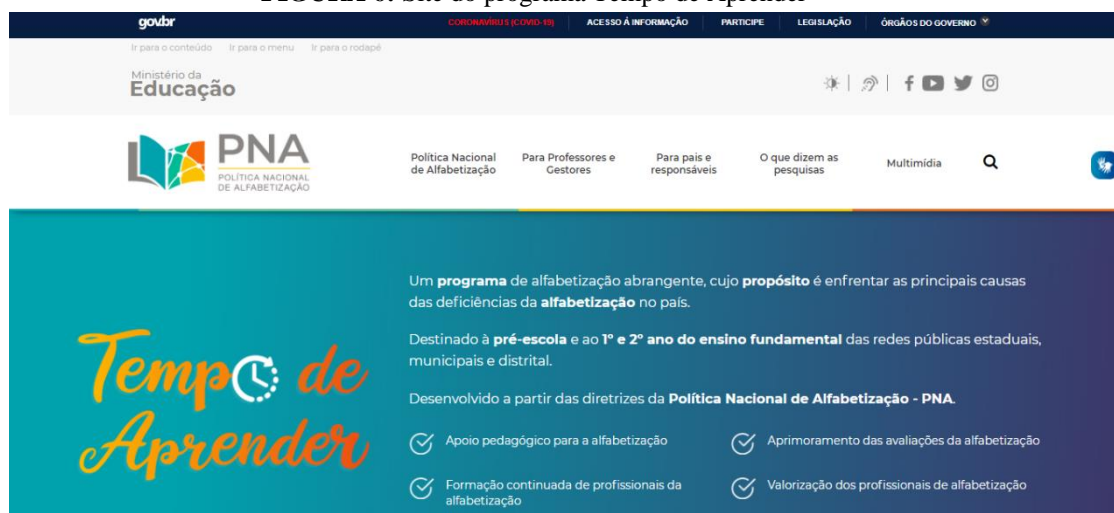 gov.br CORONAVÍRUS (COVID-19) ACESSO À INFORMAÇÃO PARTICIPE LEGISLAÇÃO ÓRGÃOS DO GOVERNO
Ir para o conteúdo Ir para o menu Ir para o rodapé
Ministério da
Educação
PNA
POLÍTICA NACIONAL
DE ALFABETIZAÇÃO
Política Nacional
de Alfabetização
Para Professores e
Gestores
Para pais e
responsáveis
O que dizem as
pesquisas
Multimídia
Tempo de
Aprender
Um programa de alfabetização abrangente, cujo propósito é enfrentar as principais causas
das deficiências da alfabetização no país.
Destinado à pré-escola e ao 1º e 2º ano do ensino fundamental das redes públicas estaduais,
municipais e distrital.
Desenvolvido a partir das diretrizes da Política Nacional de Alfabetização - PNA.
Apoio pedagógico para a alfabetização
Aprimoramento das avaliações da alfabetização
Formação continuada de profissionais da
alfabetização
Valorização dos profissionais de alfabetização